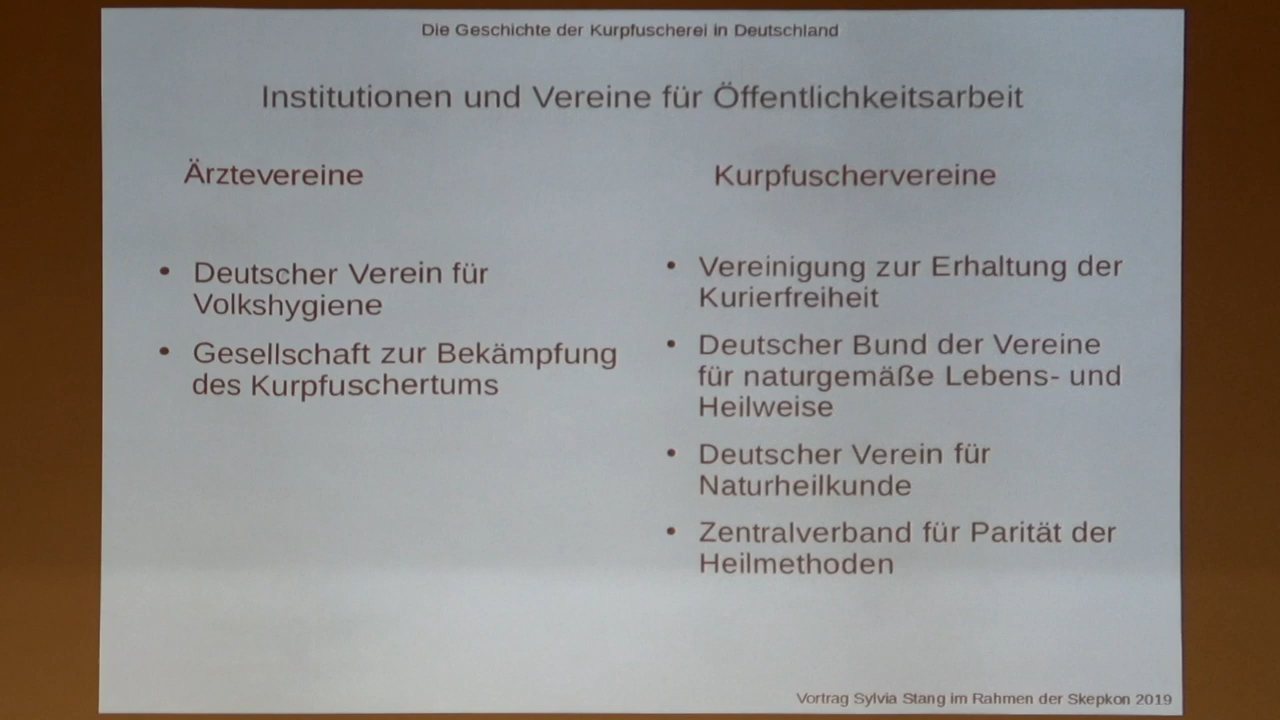 Die Geschichte der Kurpfuscherei in Deutschland
Institutionen und Vereine für Öffentlichkeitsarbeit
Ärztevereine
Deutscher Verein für
Volkshygiene
Gesellschaft zur Bekämpfung
des Kurpfuschertums
Kurpfuschervereine
Vereinigung zur Erhaltung der
Kurierfreiheit
Deutscher Bund der Vereine
für naturgemäße Lebens- und
Heilweise
Deutscher Verein für
Naturheilkunde
Zentralverband für Parität der
Heilmethoden
Vortrag Sylvia Stang im Rahmen der Skepkon 2019